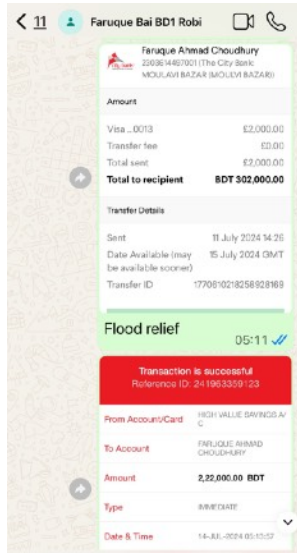 11
Faruque Bai BD1 Robi
Faruque Ahmad Choudhury
2303614497001 (The City Bank:
MOULAVI BAZAR (MOULVI BAZAR))
Amount
Visa ..0013 £2,000.00
Transfer fee £0.00
Total sent £2,000.00
Total to recipient BDT 302,000.00
Transfer Details
Sent 11 July 2024 14:26
Date Available (may 15 July 2024 GMT
be available sooner)
Transfer ID 1770810218258928169
Flood relief
05:11
Transaction is successful
Reference ID: 241963359123
From Account/Card HIGH VALUE SAVINGS A/
C
To Account FARUQUE AHMAD
CHOUDHURY
Amount 2,22,000.00 BDT
Type IMMEDIATE
Date & Time 14-JUL-2024 05:10:57